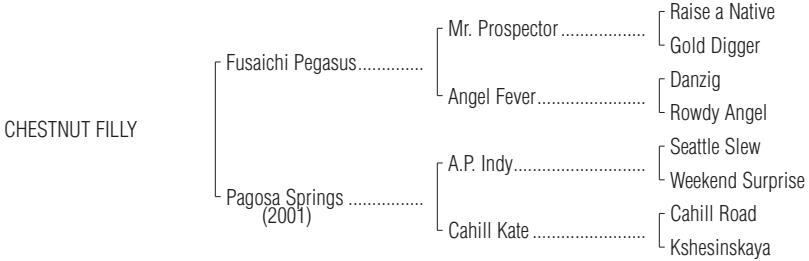 Raise a Native
Mr. Prospector...................
Gold Digger
Fusaichi Pegasus..............
Danzig
Angel Fever........................
Rowdy Angel
CHESTNUT FILLY
Seattle Slew
A.P. Indy.............................
Weekend Surprise
Pagosa Springs ................
(2001)
Cahill Road
Cahill Kate .........................
Kshesinskaya